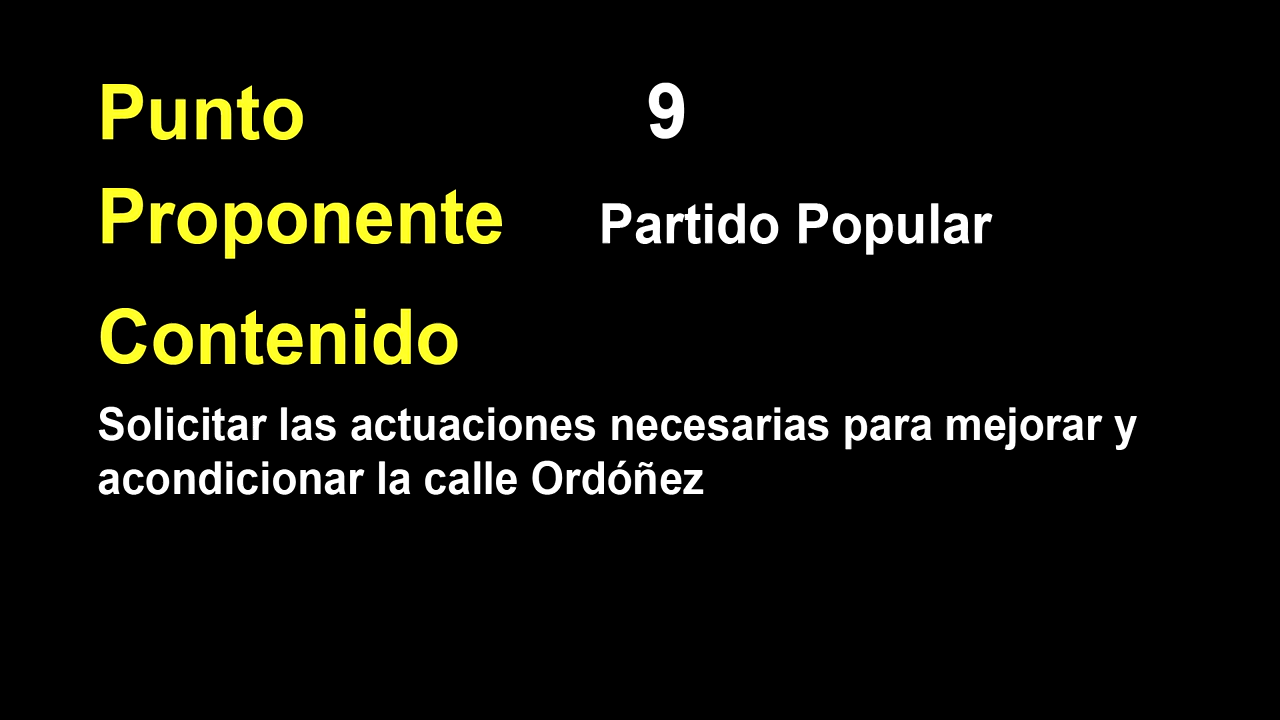 Punto 9
Proponente Partido Popular
Contenido
Solicitar las actuaciones necesarias para mejorar y
acondicionar la calle Ordóñez